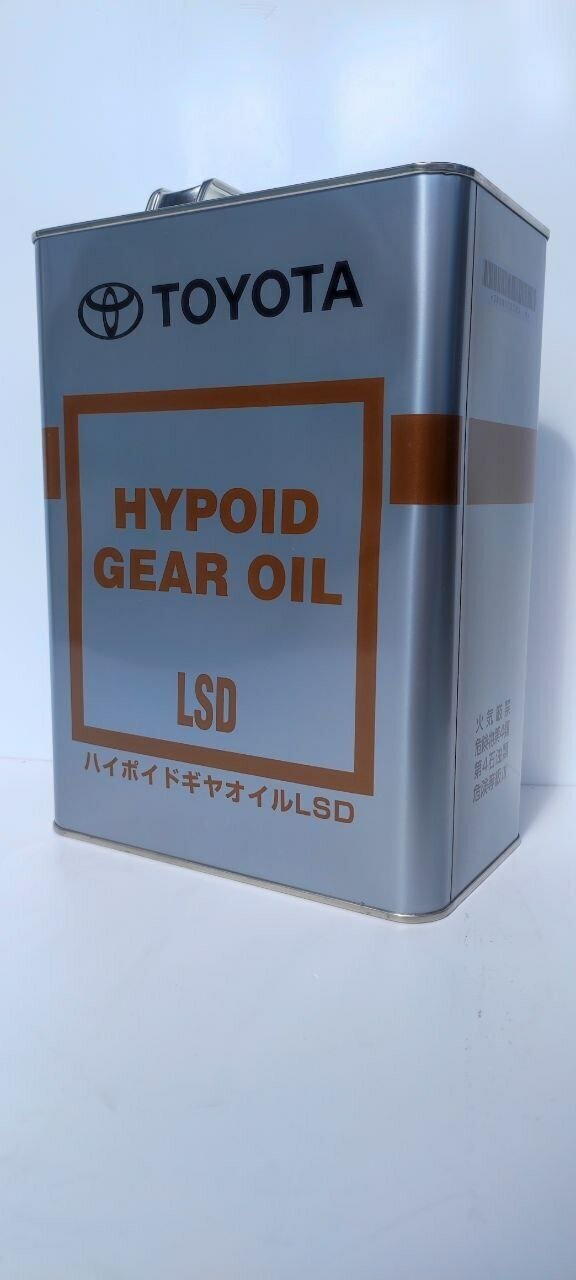 TOYOTA
HYPOID
GEAR OIL
LSD
ハイポイドギヤオイルLSD
火気厳禁
危険物第4類
第4石油類
危険等級Ⅲ